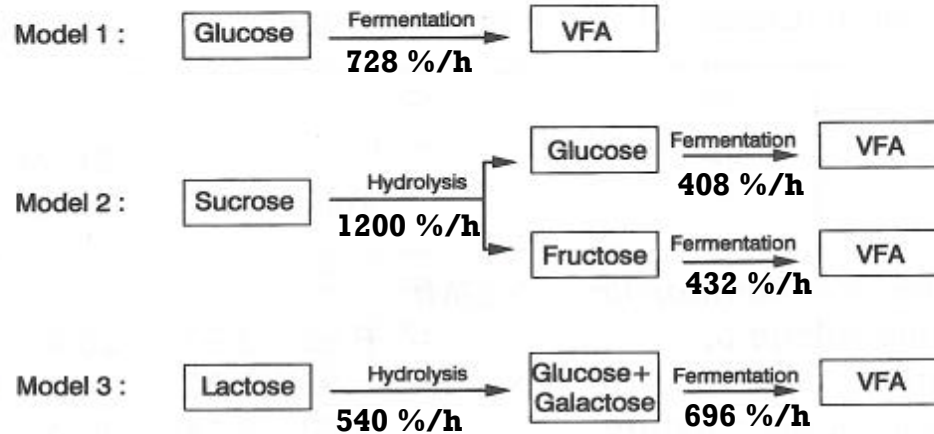 Model 1 : Glucose Fermentation VFA
728 %/h
Glucose Fermentation VFA
408 %/h
Model 2 : Sucrose Hydrolysis
1200 %/h
Fructose Fermentation VFA
432 %/h
Model 3 : Lactose Hydrolysis Glucose+ Fermentation VFA
Galactose
540 %/h 696 %/h